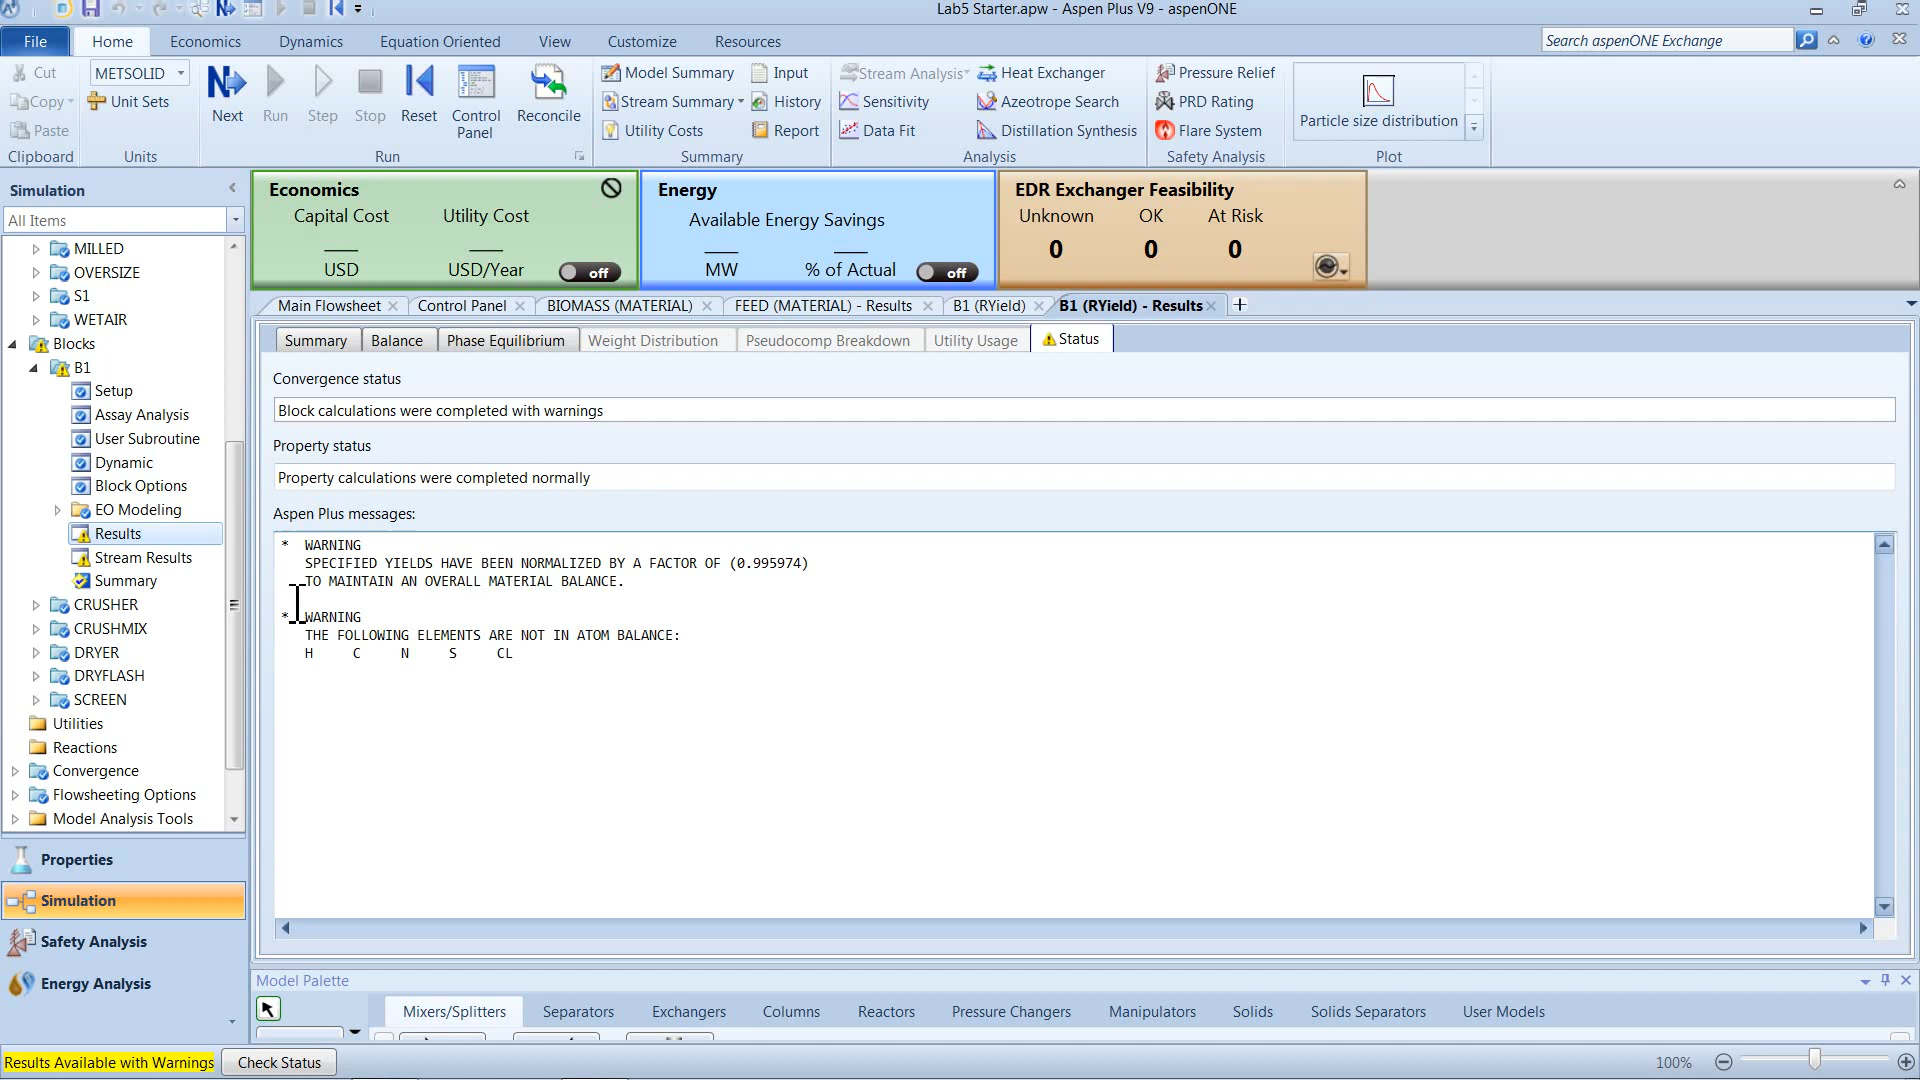 Lab5 Starter.apw - Aspen Plus V9 - aspenONE
File Home Economics Dynamics Equation Oriented View Customize Resources Search aspenONE Exchange
Cut METSOLID Model Summary Input Stream Analysis Heat Exchanger Pressure Relief
Copy Unit Sets Stream Summary History Sensitivity Azeotrope Search PRD Rating
Next Run Step Stop Reset Control Panel Reconcile Particle size distribution
Paste Utility Costs Report Data Fit Distillation Synthesis Flare System
Clipboard Units Run Summary Analysis Safety Analysis Plot
Simulation
All Items
MILLED
OVERSIZE
S1
WETAIR
Blocks
B1
Setup
Assay Analysis
User Subroutine
Dynamic
Block Options
EO Modeling
Results
Stream Results
Summary
CRUSHER
CRUSHMIX
DRYER
DRYFLASH
SCREEN
Utilities
Reactions
Convergence
Flowsheeting Options
Model Analysis Tools
Properties
Simulation
Safety Analysis
Energy Analysis
Economics
Capital Cost Utility Cost
USD USD/Year off
Energy
Available Energy Savings
MW % of Actual off
EDR Exchanger Feasibility
Unknown OK At Risk
0 0 0
Main Flowsheet Control Panel BIOMASS (MATERIAL) FEED (MATERIAL) - Results B1 (RYield) B1 (RYield) - Results
Summary Balance Phase Equilibrium Weight Distribution Pseudocomp Breakdown Utility Usage Status
Convergence status
Block calculations were completed with warnings
Property status
Property calculations were completed normally
Aspen Plus messages:
* WARNING
SPECIFIED YIELDS HAVE BEEN NORMALIZED BY A FACTOR OF (0.995974)
TO MAINTAIN AN OVERALL MATERIAL BALANCE.
* WARNING
THE FOLLOWING ELEMENTS ARE NOT IN ATOM BALANCE:
H C N S CL
Model Palette
Mixers/Splitters Separators Exchangers Columns Reactors Pressure Changers Manipulators Solids Solids Separators User Models
Results Available with Warnings Check Status 100%